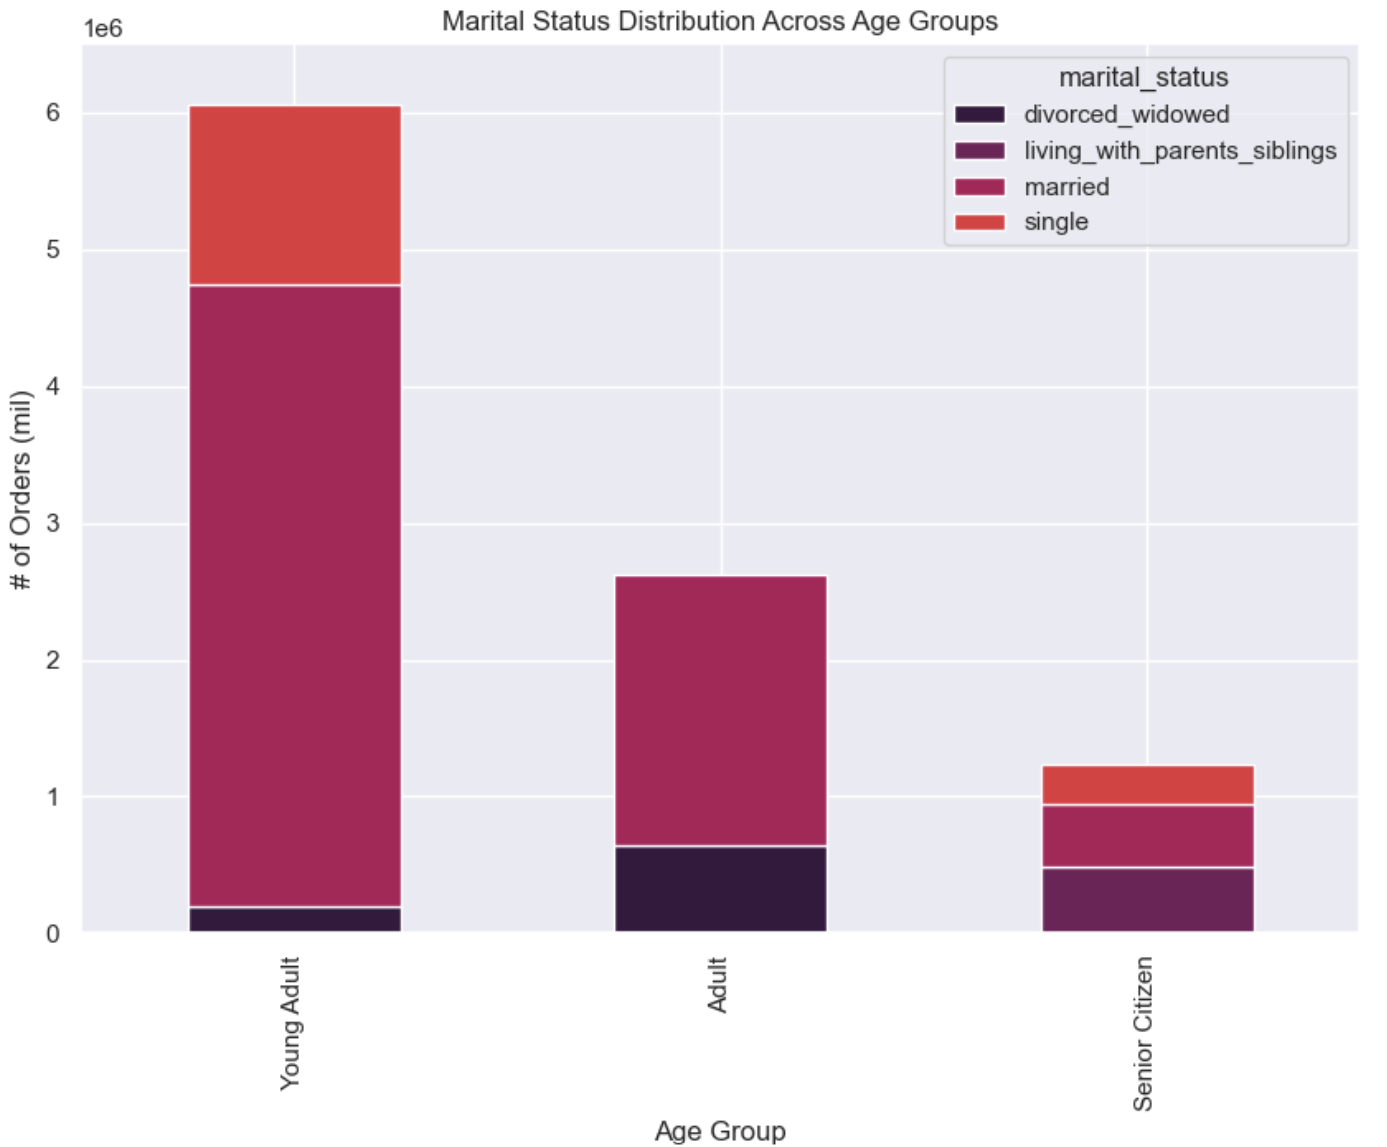 Marital Status Distribution Across Age Groups
1e6
marital_status
divorced_widowed
living_with_parents_siblings
married
single
6
5
4
3
2
1
0
# of Orders (mil)
Young Adult
Adult
Senior Citizen
Age Group